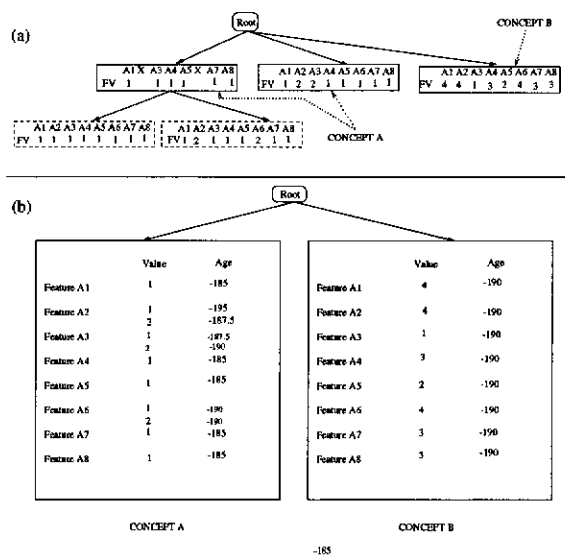 (a)
Root
CONCEPT B
A1 X A3 A4 A5 X A7 A8
FV 1 1 1 1 1 1
A1 A2 A3 A4 A5 A6 A7 A8
FV 1 2 2 1 1 1 1 1
A1 A2 A3 A4 A5 A6 A7 A8
FV 4 4 1 3 2 4 3 3
CONCEPT A
A1 A2 A3 A4 A5 A6 A7 A8
FV 1 1 1 1 1 1 1 1
A1 A2 A3 A4 A5 A6 A7 A8
FV 1 2 1 1 1 2 1 1
(b)
Root
Value Age
Feature A1 1 -185
Feature A2 1 -195
2 -187.5
Feature A3 1 -187.5
2 -190
Feature A4 1 -185
Feature A5 1 -185
Feature A6 1 -190
2 -190
Feature A7 1 -185
Feature A8 1 -185
CONCEPT A
Value Age
Feature A1 4 -190
Feature A2 4 -190
Feature A3 1 -190
Feature A4 3 -190
Feature A5 2 -190
Feature A6 4 -190
Feature A7 3 -190
Feature A8 3 -190
CONCEPT B
-185